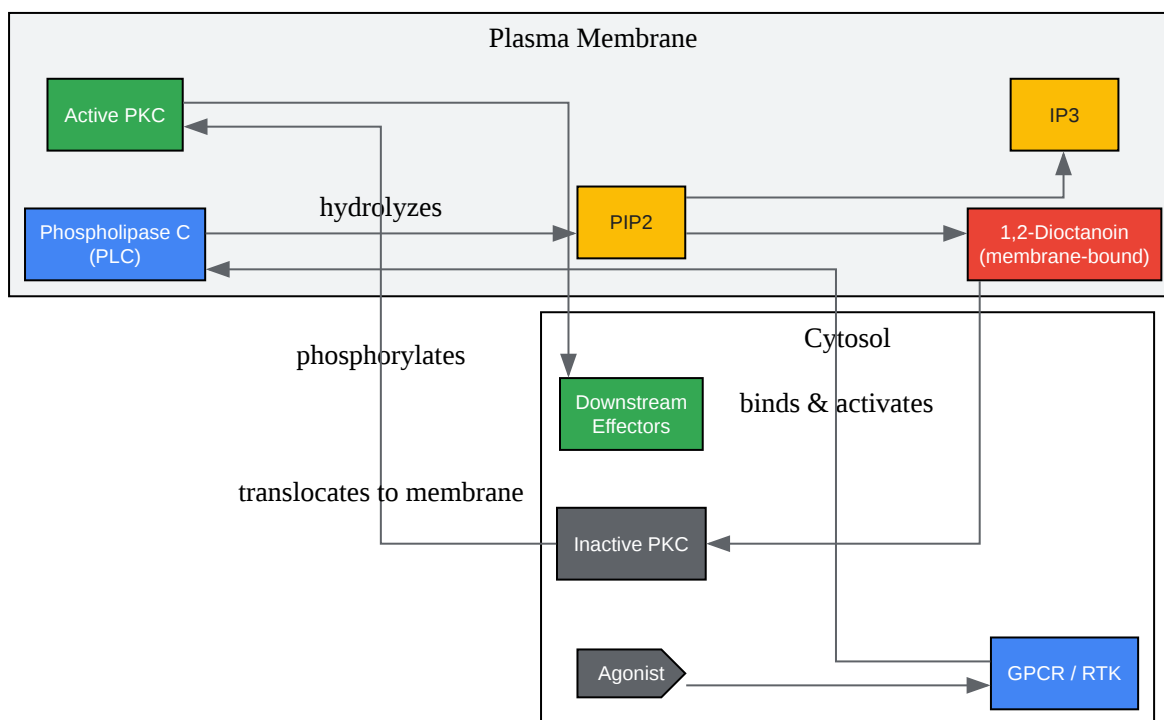 Plasma Membrane
Active PKC
IP3
hydrolyzes
Phospholipase C
(PLC)
PIP2
1,2-Dioctanoin
(membrane-bound)
Cytosol
phosphorylates
Downstream
Effectors
binds & activates
translocates to membrane
Inactive PKC
Agonist
GPCR / RTK